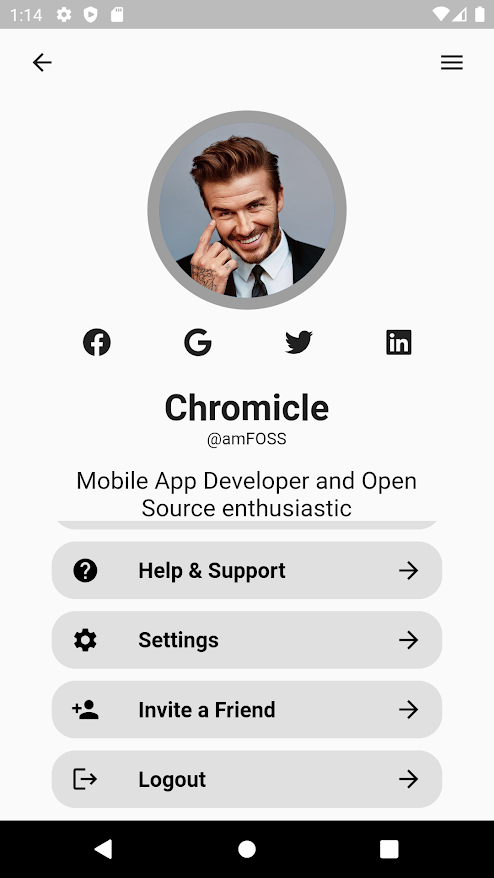 1:14
Chromicle
@amFOSS
Mobile App Developer and Open
Source enthusiastic
Help & Support
Settings
Invite a Friend
Logout